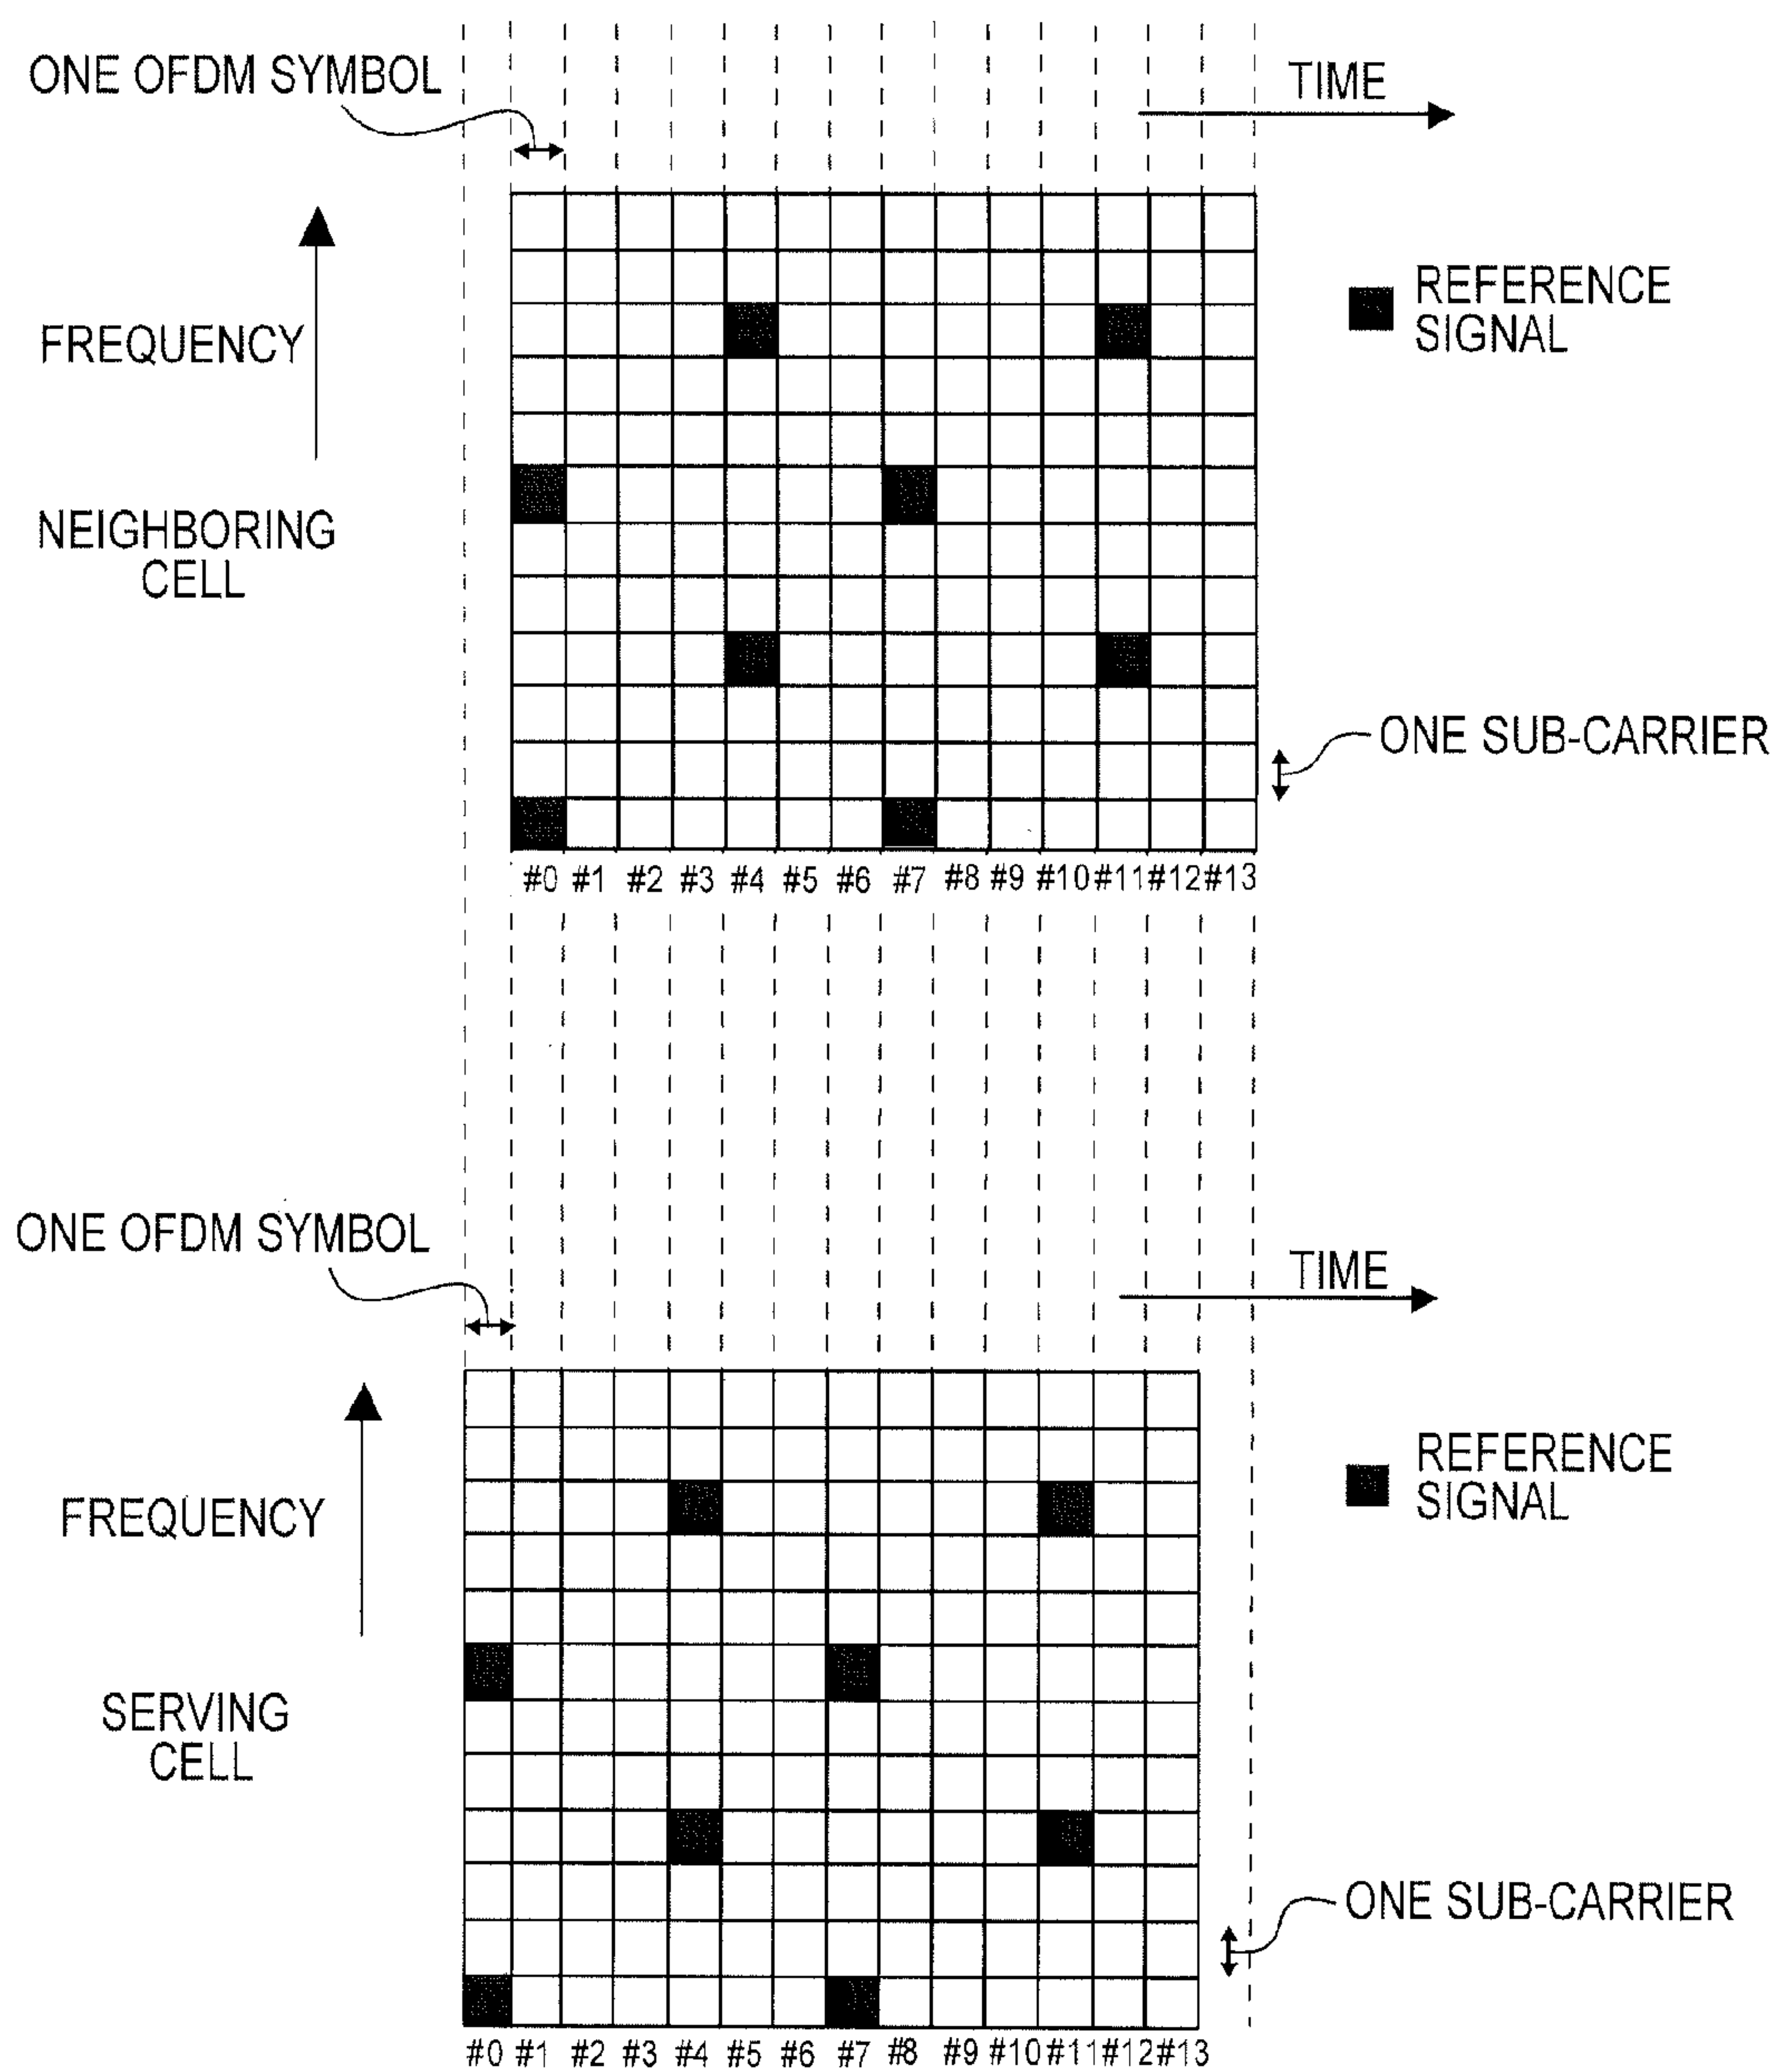 ONE OFDM SYMBOL
TIME
REFERENCE
SIGNAL
FREQUENCY
NEIGHBORING
CELL
ONE SUB-CARRIER
#0 #1 #2 #3 #4 #5 #6 #7 #8 #9 #10 #11 #12 #13
ONE OFDM SYMBOL
TIME
REFERENCE
SIGNAL
FREQUENCY
SERVING
CELL
ONE SUB-CARRIER
#0 #1 #2 #3 #4 #5 #6 #7 #8 #9 #10 #11 #12 #13